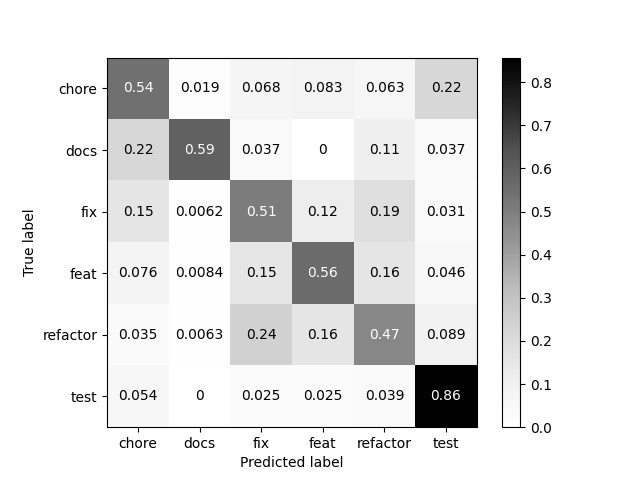 chore 0.54 0.019 0.068 0.083 0.063 0.22
docs 0.22 0.59 0.037 0 0.11 0.037
fix 0.15 0.0062 0.51 0.12 0.19 0.031
feat 0.076 0.0084 0.15 0.56 0.16 0.046
refactor 0.035 0.0063 0.24 0.16 0.47 0.089
test 0.054 0 0.025 0.025 0.039 0.86
chore docs fix feat refactor test
Predicted label
True label
0.8
0.7
0.6
0.5
0.4
0.3
0.2
0.1
0.0